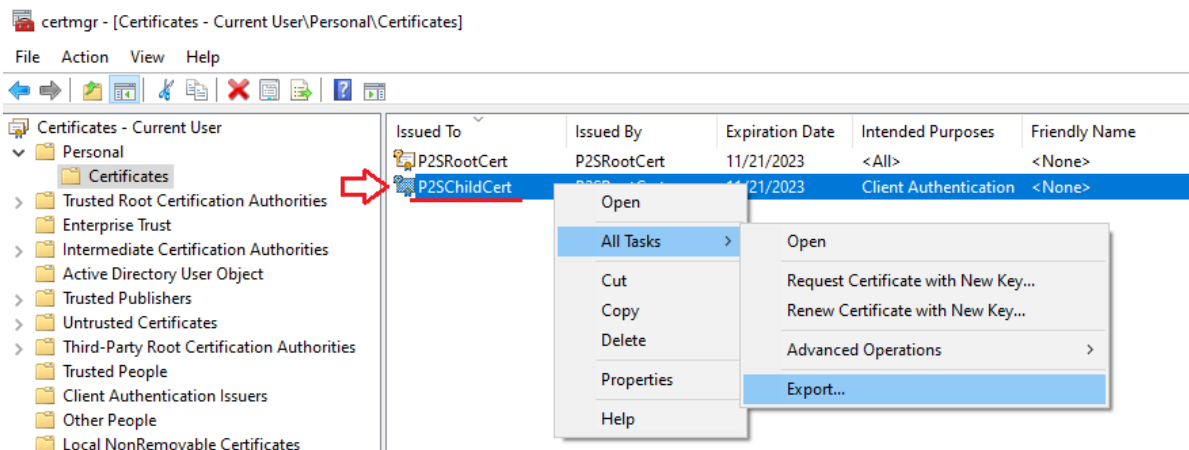 certmgr - [Certificates - Current User\Personal\Certificates]
File Action View Help
Certificates - Current User
Personal
Certificates
Trusted Root Certification Authorities
Enterprise Trust
Intermediate Certification Authorities
Active Directory User Object
Trusted Publishers
Untrusted Certificates
Third-Party Root Certification Authorities
Trusted People
Client Authentication Issuers
Other People
Local NonRemovable Certificates
Issued To Issued By Expiration Date Intended Purposes Friendly Name
P2SRootCert P2SRootCert 11/21/2023 <All> <None>
P2SChildCert 11/21/2023 Client Authentication <None>
Open
All Tasks
Cut
Copy
Delete
Properties
Help
Open
Request Certificate with New Key...
Renew Certificate with New Key...
Advanced Operations
Export...